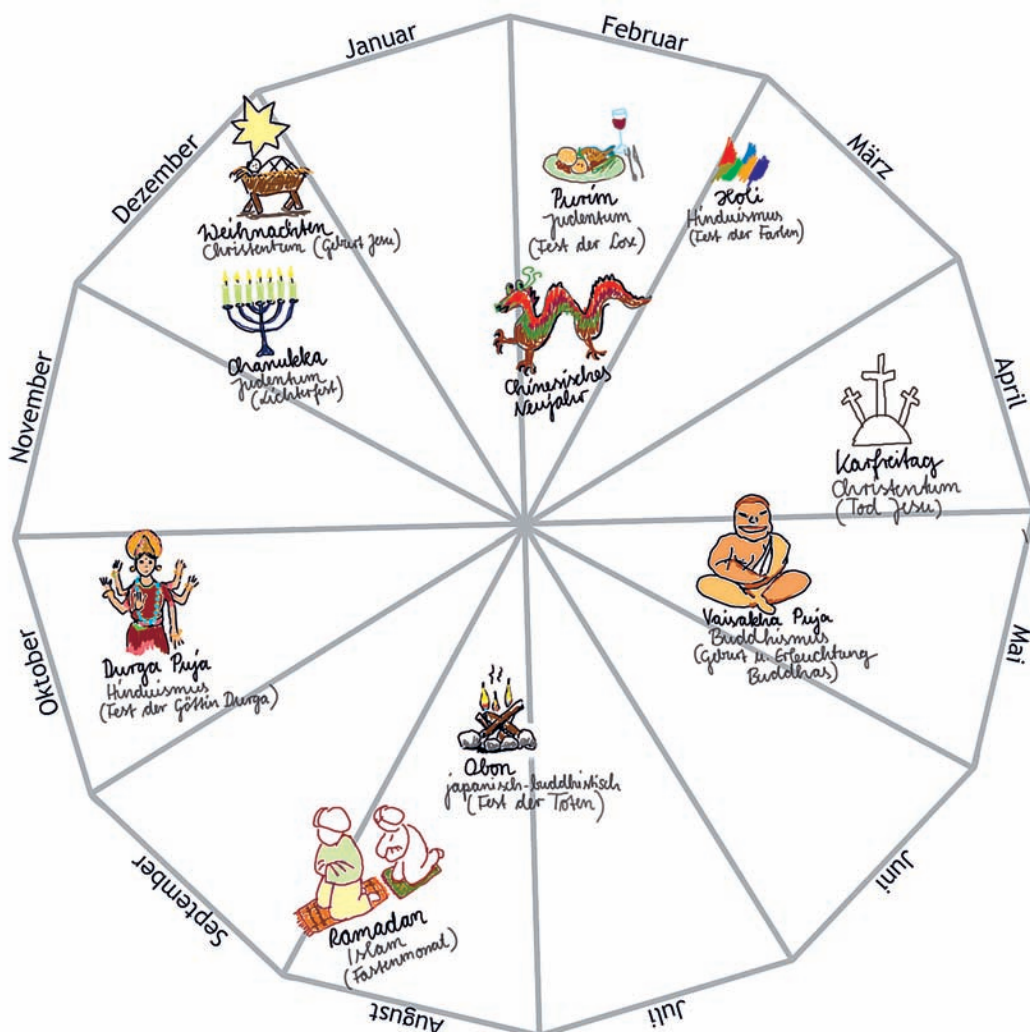 Januar
Februar
März
April
Mai
Juni
Juli
August
September
Oktober
November
Dezember
Weihnachten
Christentum (Geburt Jesu)
Chanukka
Judentum
(Lichterfest)
Purim
Judentum
(Fest der Lose)
Holi
Hinduismus
(Fest der Farben)
Chinesisches
Neujahr
Karfreitag
Christentum
(Tod Jesu)
Vaisakha Puja
Buddhismus
(Geburt u. Erleuchtung
Buddhas)
Durga Puja
Hinduismus
(Fest der Göttin Durga)
Obon
japanisch-buddhistisch
(Fest der Toten)
Ramadan
Islam
(Fastenmonat)